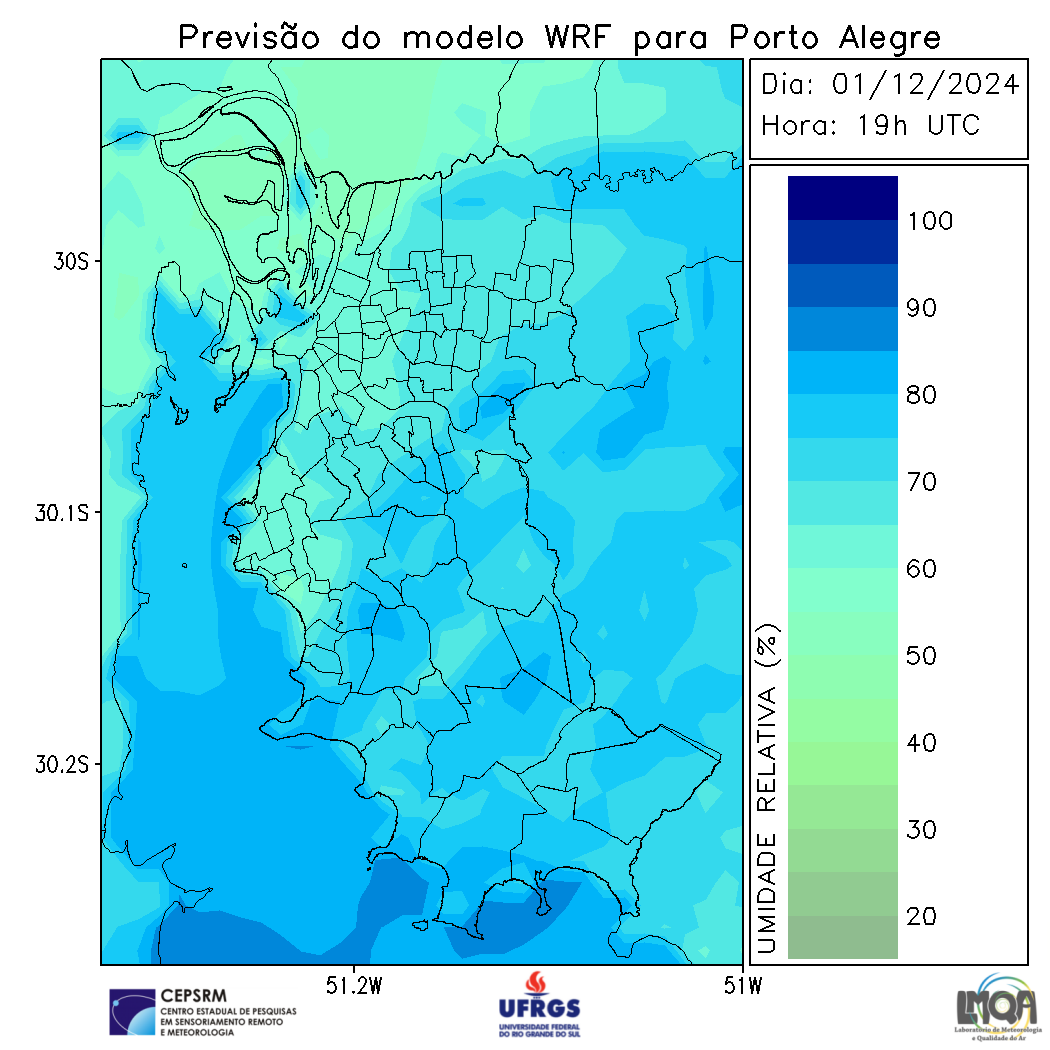 Previsão do modelo WRF para Porto Alegre
Dia: 01/12/2024
Hora: 19h UTC
100
90
80
70
60
50
40
30
20
UMIDADE RELATIVA (%)
30S
30.1S
30.2S
51.2W
51W
CEPSRM
CENTRO ESTADUAL DE PESQUISAS
EM SENSORIAMENTO REMOTO
E METEOROLOGIA
UFRGS
UNIVERSIDADE FEDERAL
DO RIO GRANDE DO SUL
LMQA
Laboratório de Meteorologia
e Qualidade do Ar